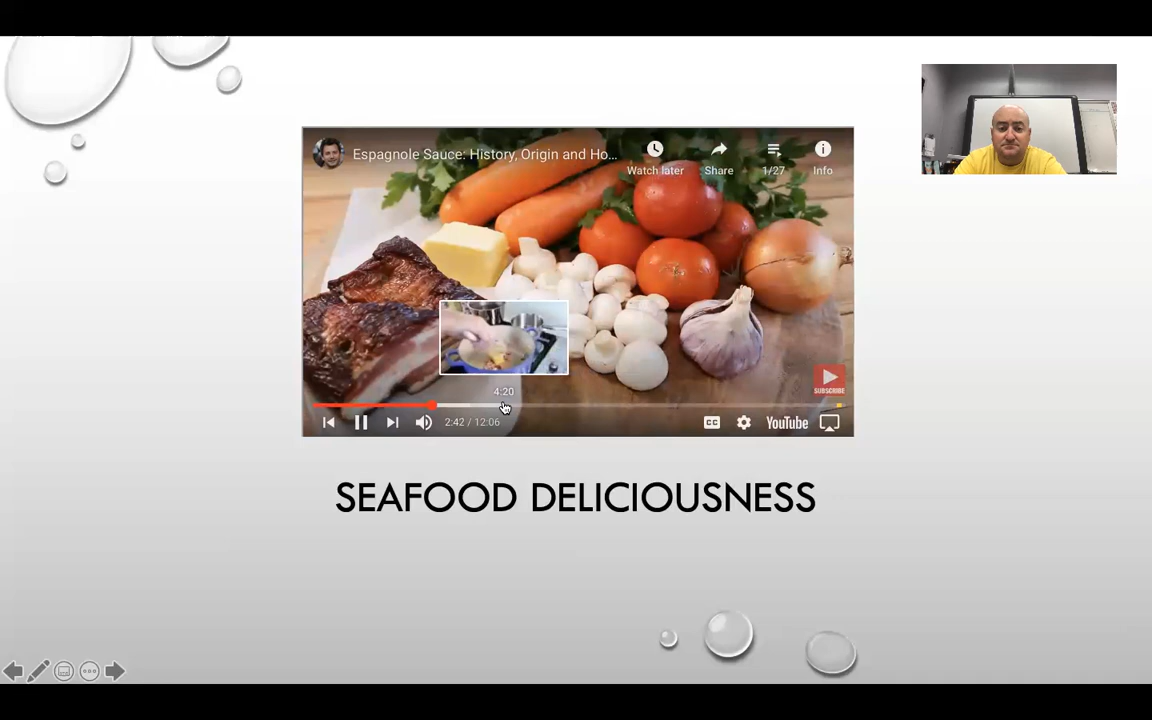 Espagnole Sauce: History, Origin and Ho...
Watch later
Share
1/27
Info
SUBSCRIBE
4:20
2:42 / 12:06
CC
YouTube
SEAFOOD DELICIOUSNESS